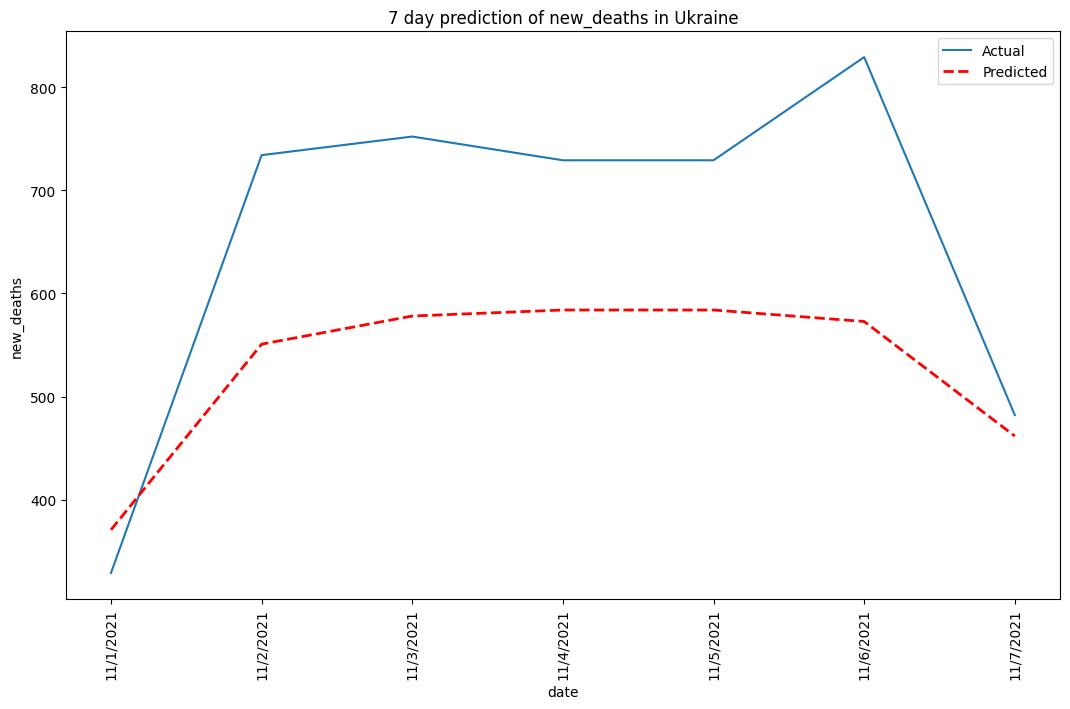 7 day prediction of new_deaths in Ukraine
Actual
Predicted
800
700
600
500
400
new_deaths
11/1/2021
11/2/2021
11/3/2021
11/4/2021
11/5/2021
11/6/2021
11/7/2021
date